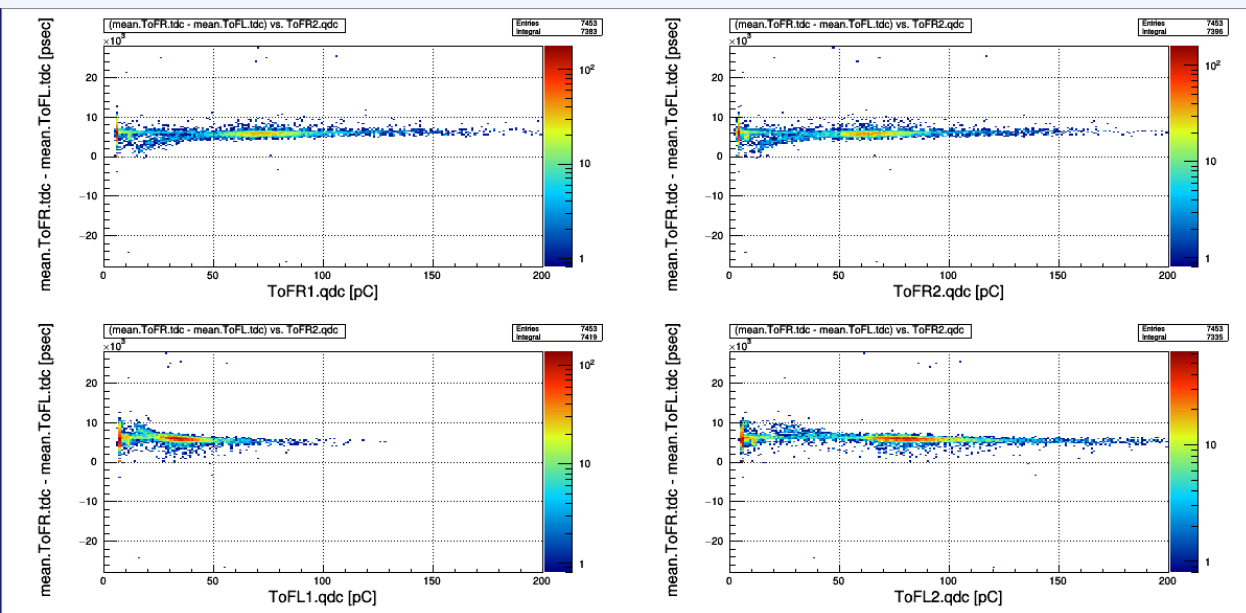 (mean.ToFR.tdc - mean.ToFL.tdc) vs. ToFR2.qdc
Entries 7453
Integral 7393
×10³
mean.ToFR.tdc - mean.ToFL.tdc [psec]
20
10
0
−10
−20
0 50 100 150 200
ToFR1.qdc [pC]
10²
10
1
(mean.ToFR.tdc - mean.ToFL.tdc) vs. ToFR2.qdc
Entries 7453
Integral 7396
×10³
mean.ToFR.tdc - mean.ToFL.tdc [psec]
20
10
0
−10
−20
0 50 100 150 200
ToFR2.qdc [pC]
10²
10
1
(mean.ToFR.tdc - mean.ToFL.tdc) vs. ToFR2.qdc
Entries 7453
Integral 7419
×10³
mean.ToFR.tdc - mean.ToFL.tdc [psec]
20
10
0
−10
−20
0 50 100 150 200
ToFL1.qdc [pC]
10²
10
1
(mean.ToFR.tdc - mean.ToFL.tdc) vs. ToFR2.qdc
Entries 7453
Integral 7335
×10³
mean.ToFR.tdc - mean.ToFL.tdc [psec]
20
10
0
−10
−20
0 50 100 150 200
ToFL2.qdc [pC]
10
1